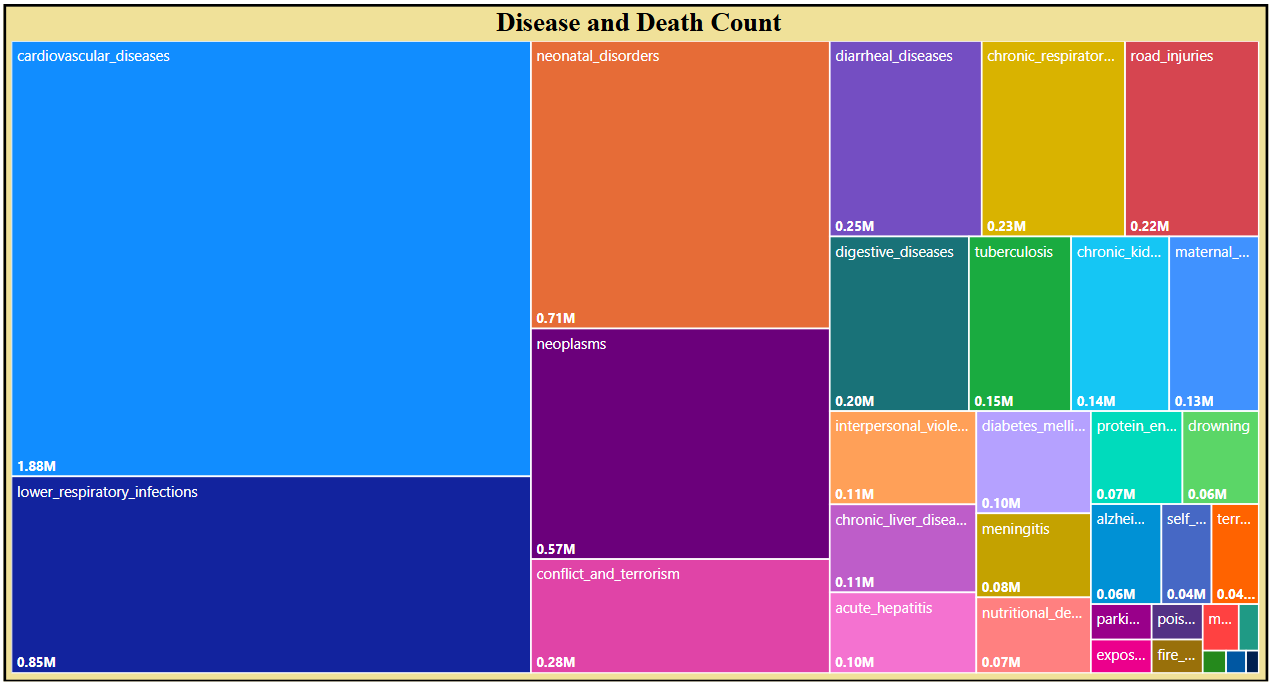 Disease and Death Count
cardiovascular_diseases
1.88M
lower_respiratory_infections
0.85M
neonatal_disorders
0.71M
neoplasms
0.57M
conflict_and_terrorism
0.28M
diarrheal_diseases
0.25M
chronic_respirator...
0.23M
road_injuries
0.22M
digestive_diseases
0.20M
tuberculosis
0.15M
chronic_kid...
0.14M
maternal_...
0.13M
interpersonal_viole...
0.11M
chronic_liver_disea...
0.11M
acute_hepatitis
0.10M
diabetes_melli...
0.10M
meningitis
0.08M
nutritional_de...
0.07M
protein_en...
0.07M
drowning
0.06M
alzhei...
0.06M
self_...
0.04M
terr...
0.04...
parki...
expos...
pois...
fire_...
m...